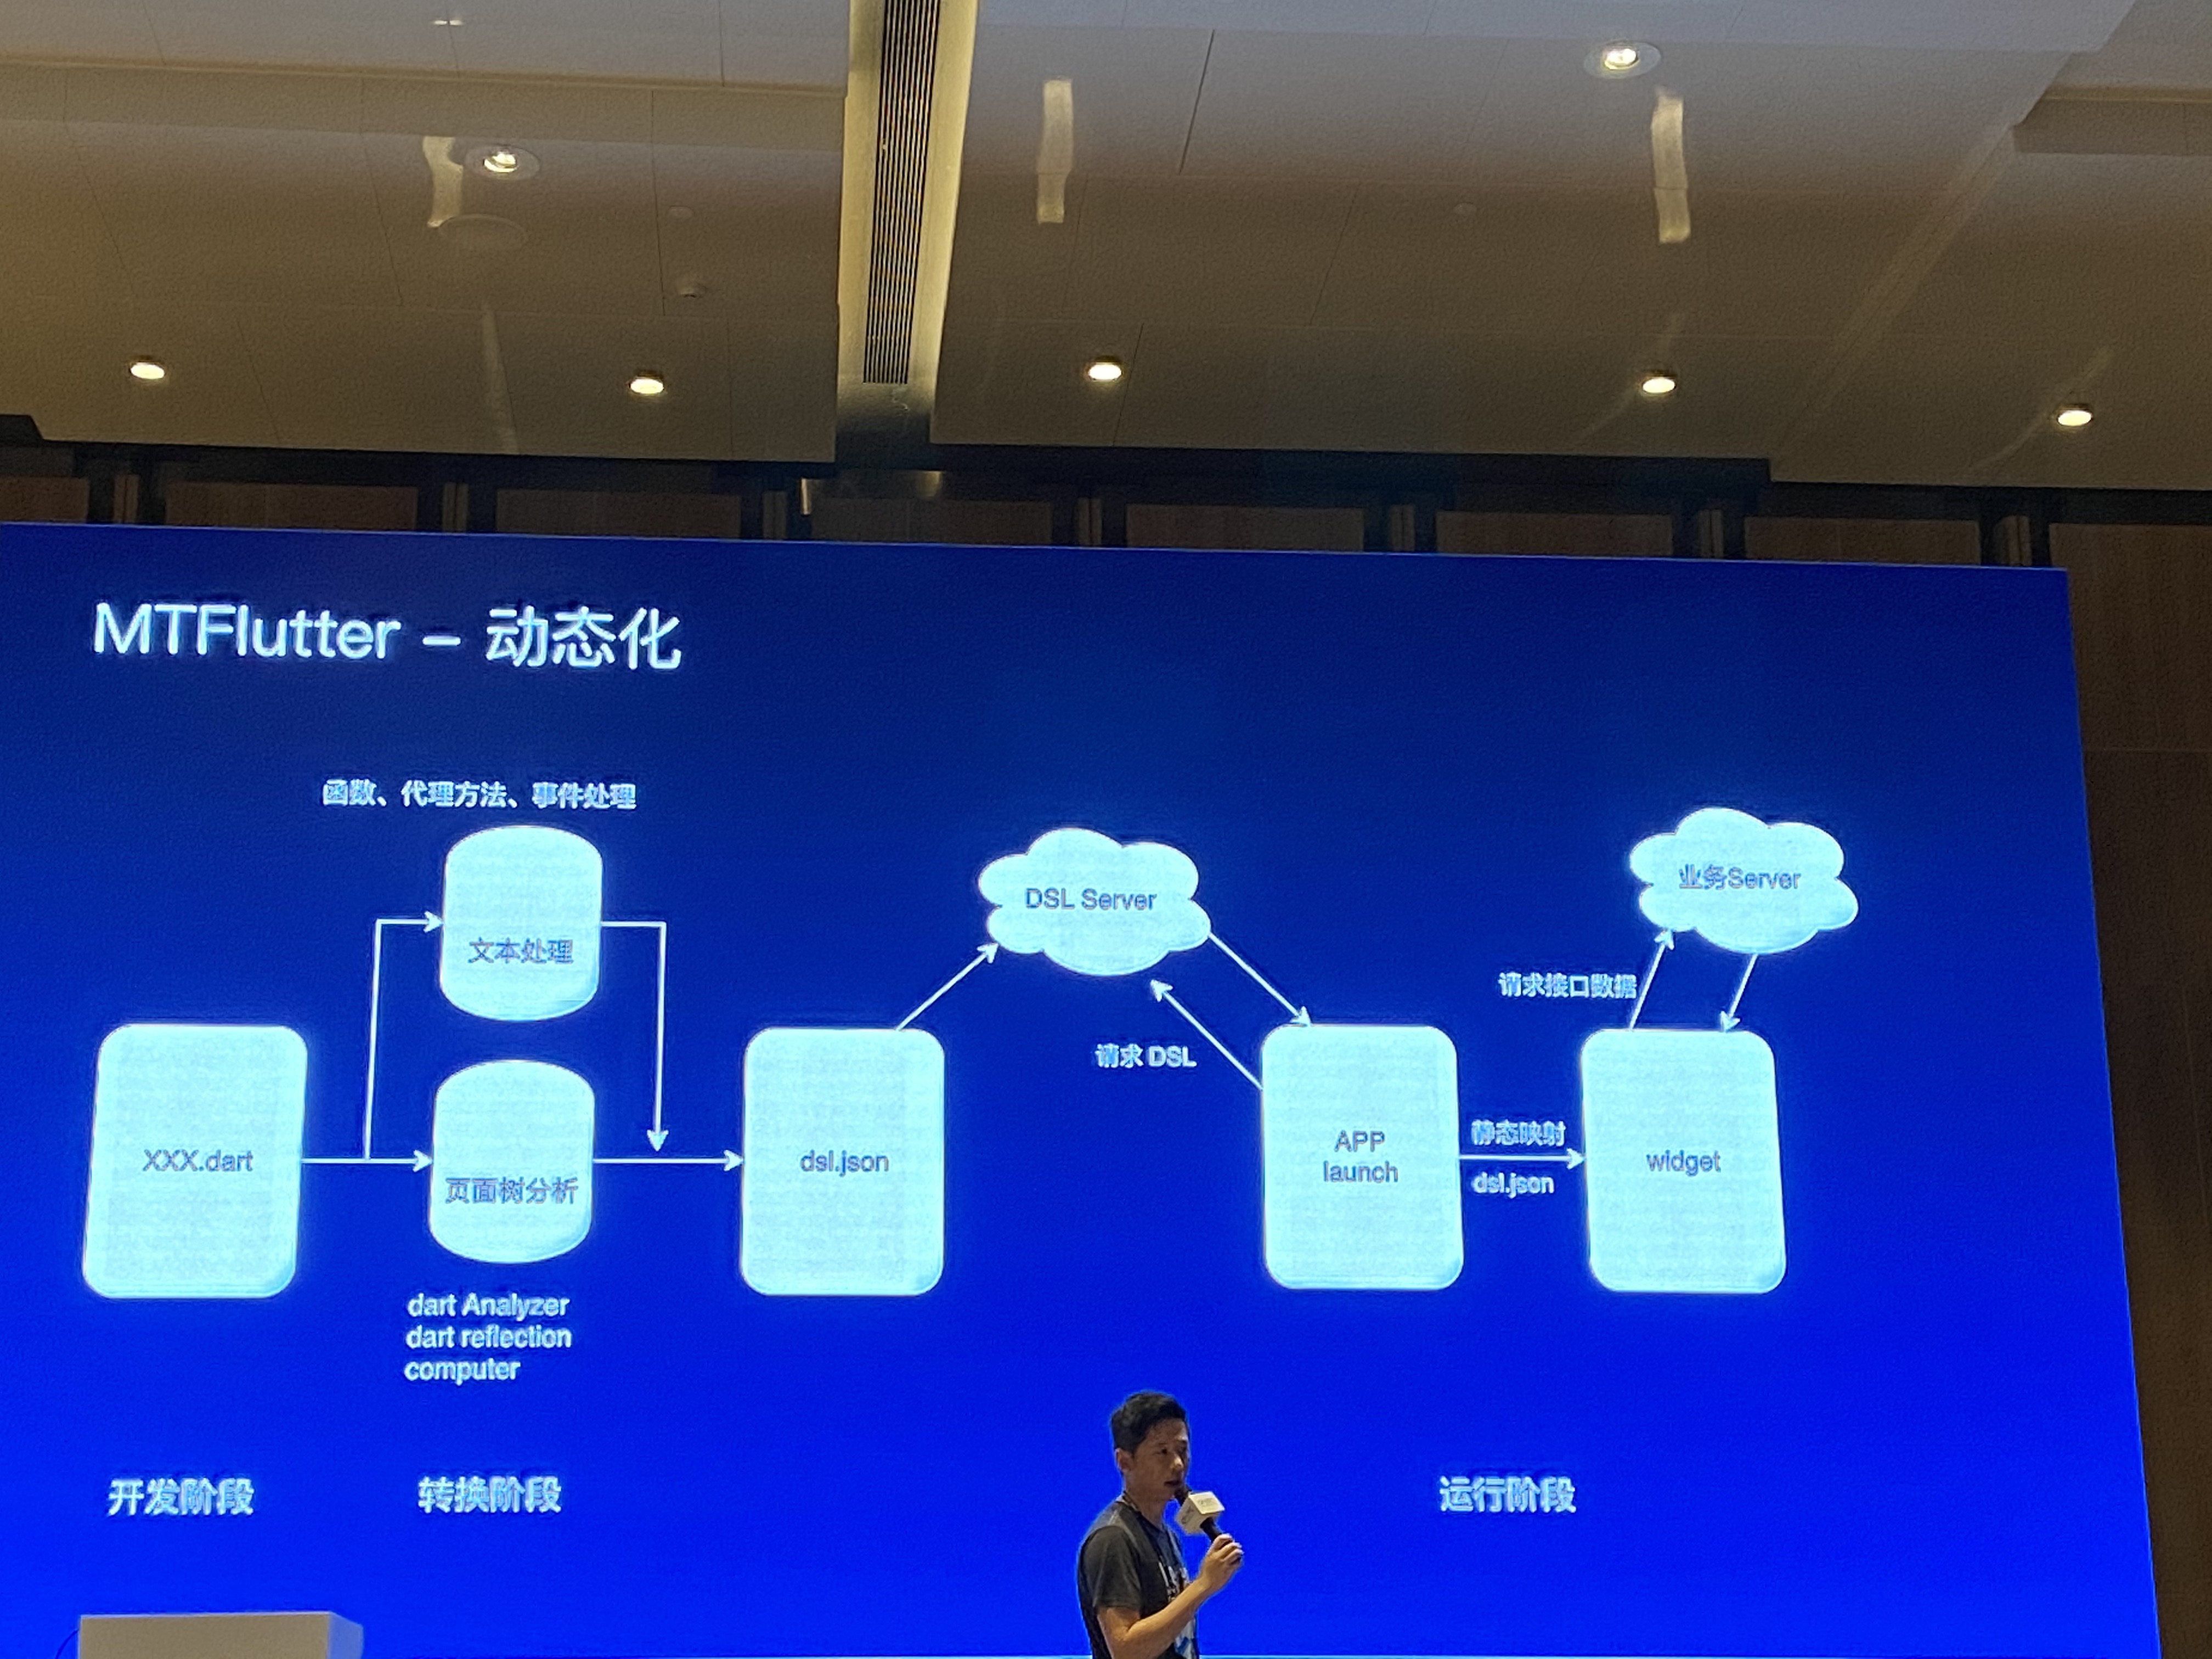 MTFlutter – 动态化
函数、代理方法、事件处理
文本处理
DSL Server
业务Server
请求接口数据
请求 DSL
XXX.dart
页面树分析
dsl.json
APP
launch
静态映射
dsl.json
widget
dart Analyzer
dart reflection
computer
开发阶段
转换阶段
运行阶段